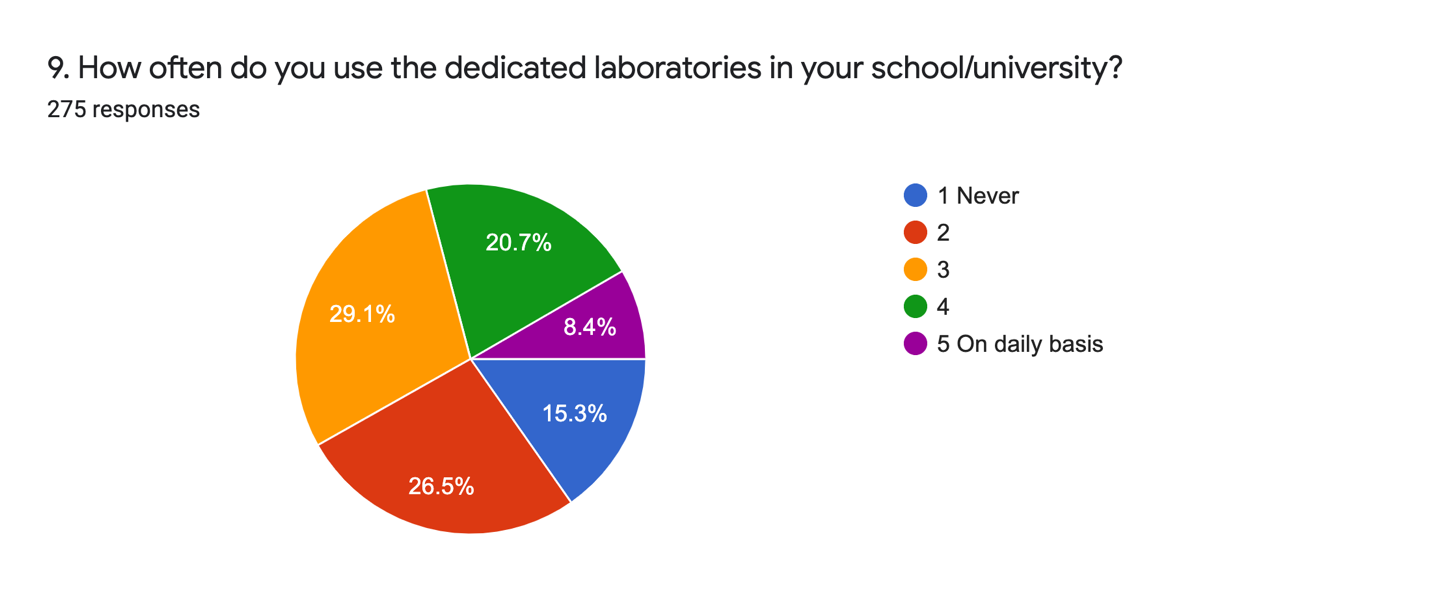 9. How often do you use the dedicated laboratories in your school/university?
275 responses
20.7%
8.4%
29.1%
15.3%
26.5%
1 Never
2
3
4
5 On daily basis